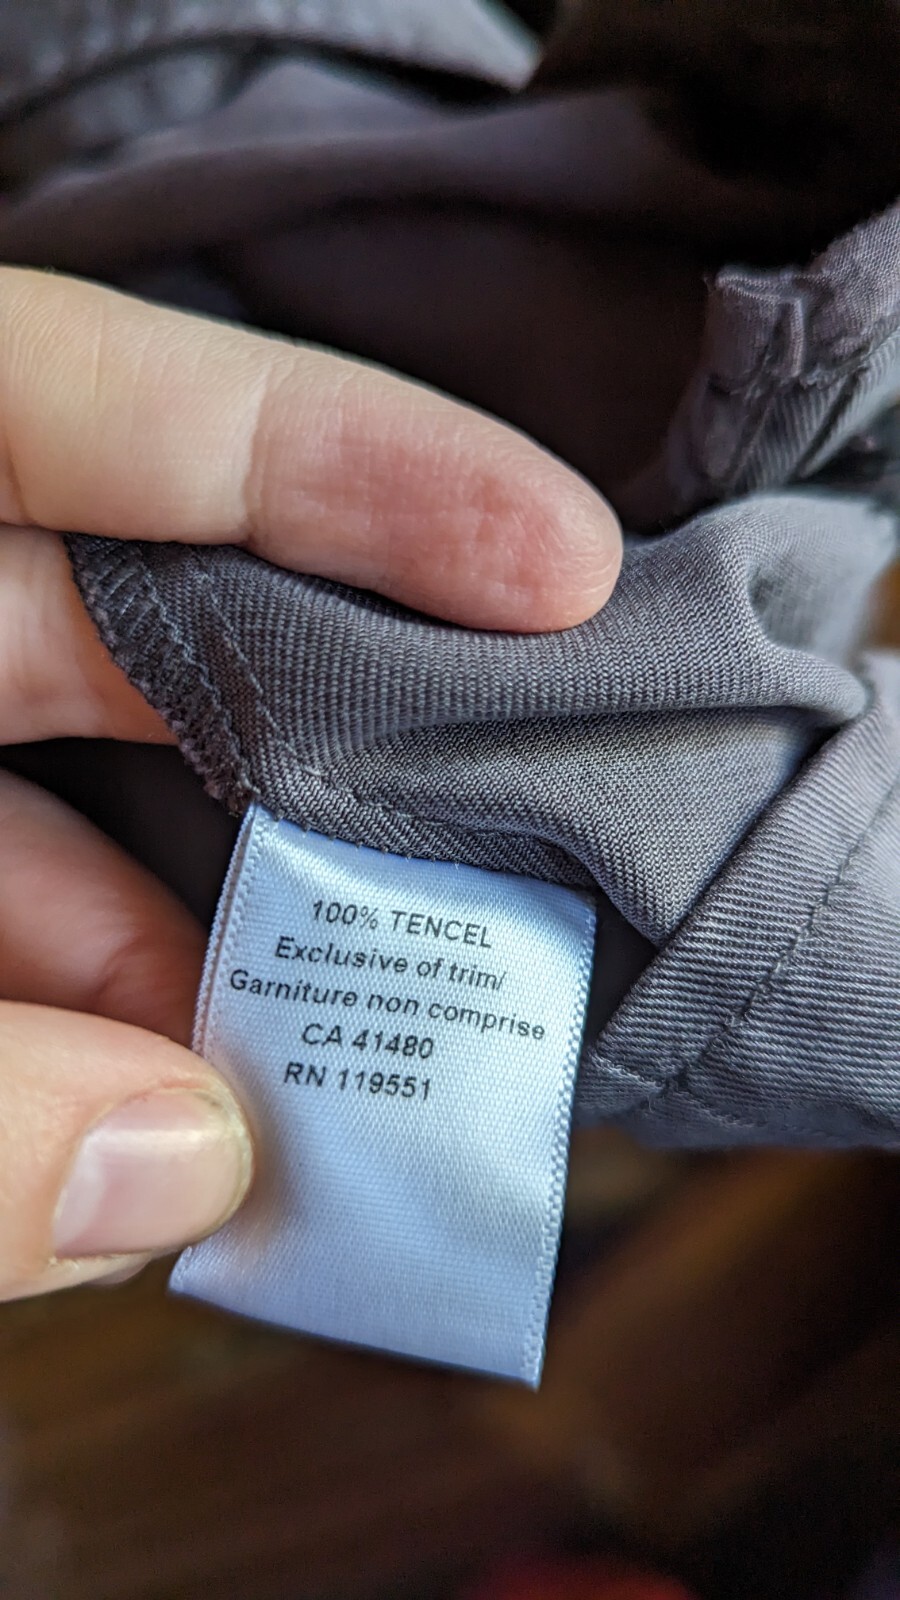 100% TENCEL
Exclusive of trim/
Garniture non comprise
CA 41480
RN 119551